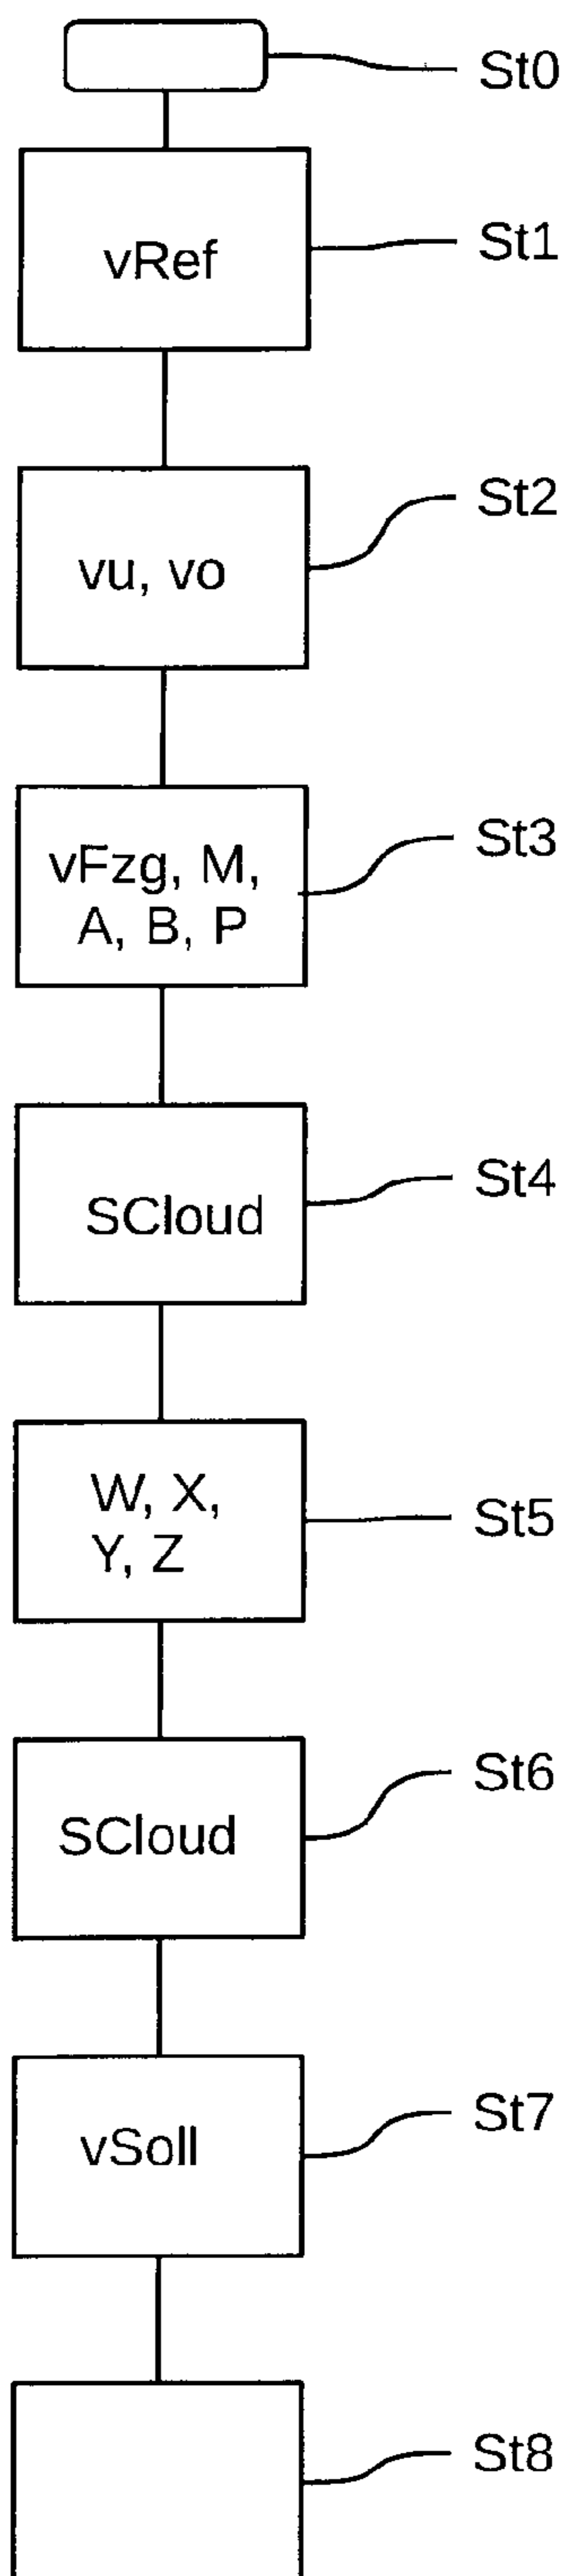 St0
vRef
St1
vu, vo
St2
vFzg, M,
A, B, P
St3
SCloud
St4
W, X,
Y, Z
St5
SCloud
St6
vSoll
St7
St8